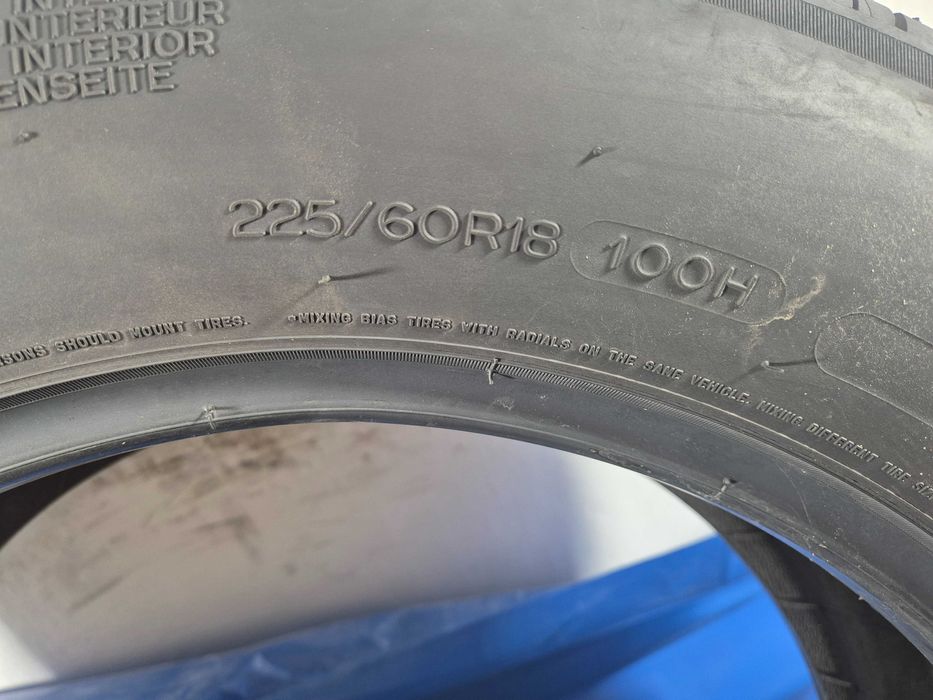 INTERIEUR
INTERIOR
ENSEITE
225/60R18 100H
SHOULD MOUNT TIRES. MIXING BIAS TIRES WITH RADIALS ON THE SAME VEHICLE. MIXING DIFFERENT TIRE